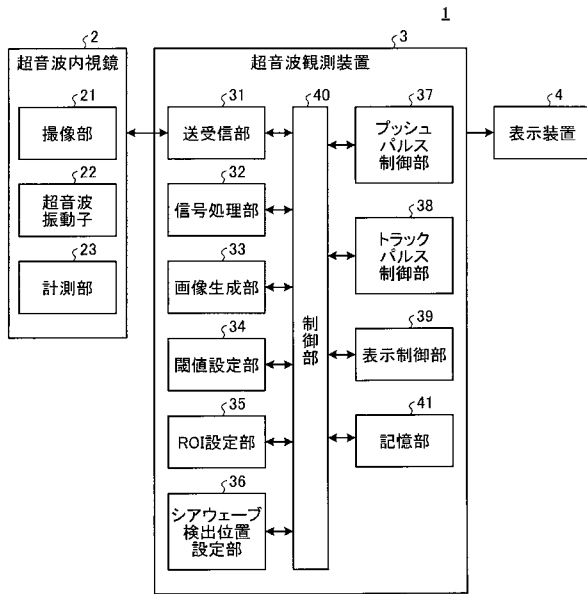 1
2
超音波内視鏡
21
撮像部
22
超音波
振動子
23
計測部
3
超音波観測装置
31
送受信部
32
信号処理部
33
画像生成部
34
閾値設定部
35
ROI設定部
36
シアウェーブ
検出位置
設定部
40
制御部
37
プッシュ
パルス
制御部
38
トラック
パルス
制御部
39
表示制御部
41
記憶部
4
表示装置